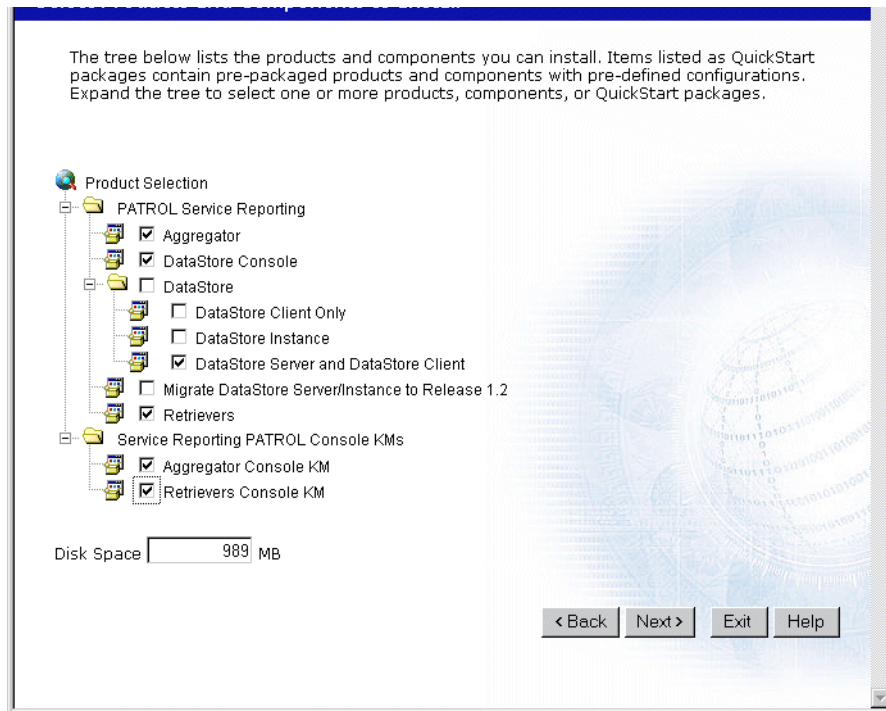 The tree below lists the products and components you can install. Items listed as QuickStart
packages contain pre-packaged products and components with pre-defined configurations.
Expand the tree to select one or more products, components, or QuickStart packages.
Product Selection
PATROL Service Reporting
Aggregator
DataStore Console
DataStore
DataStore Client Only
DataStore Instance
DataStore Server and DataStore Client
Migrate DataStore Server/Instance to Release 1.2
Retrievers
Service Reporting PATROL Console KMs
Aggregator Console KM
Retrievers Console KM
Disk Space 989 MB
< Back Next > Exit Help